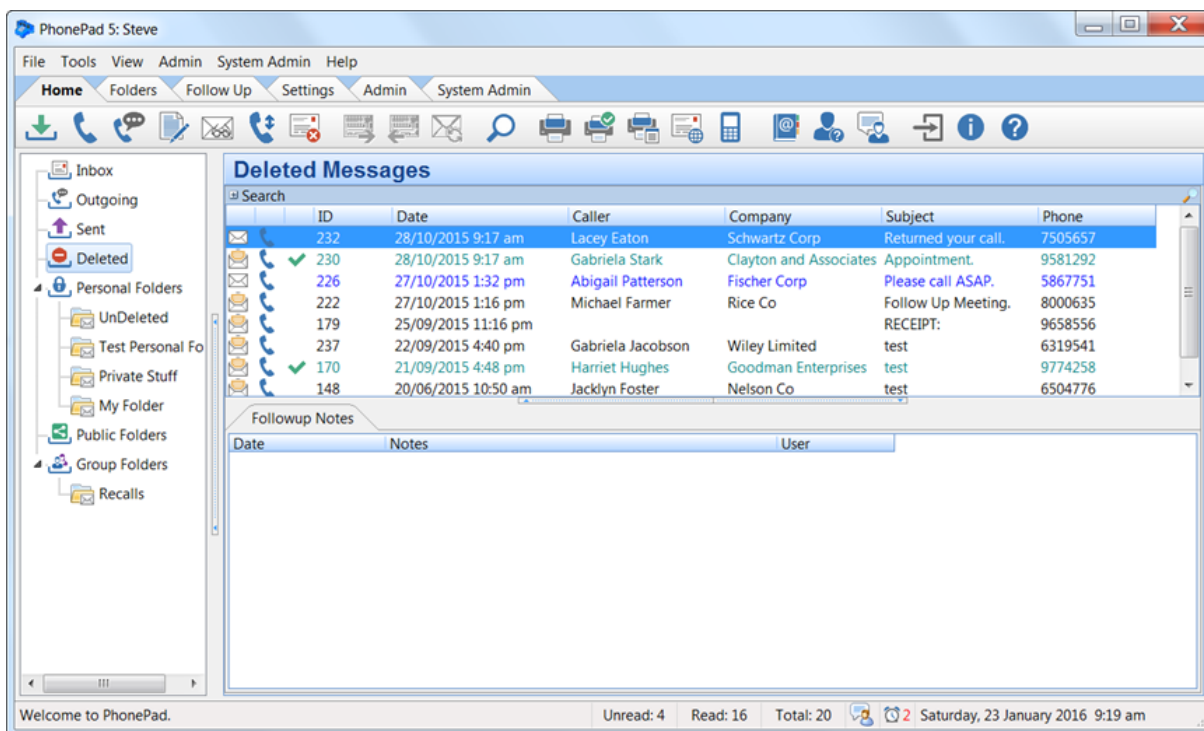 PhonePad 5: Steve
File Tools View Admin System Admin Help
Home Folders Follow Up Settings Admin System Admin
Inbox
Outgoing
Sent
Deleted
Personal Folders
UnDeleted
Test Personal Fo
Private Stuff
My Folder
Public Folders
Group Folders
Recalls
Deleted Messages
Search
ID Date Caller Company Subject Phone
232 28/10/2015 9:17 am Lacey Eaton Schwartz Corp Returned your call. 7505657
230 28/10/2015 9:17 am Gabriela Stark Clayton and Associates Appointment. 9581292
226 27/10/2015 1:32 pm Abigail Patterson Fischer Corp Please call ASAP. 5867751
222 27/10/2015 1:16 pm Michael Farmer Rice Co Follow Up Meeting. 8000635
179 25/09/2015 11:16 pm RECEIPT: 9658556
237 22/09/2015 4:40 pm Gabriela Jacobson Wiley Limited test 6319541
170 21/09/2015 4:48 pm Harriet Hughes Goodman Enterprises test 9774258
148 20/06/2015 10:50 am Jacklyn Foster Nelson Co test 6504776
Followup Notes
Date Notes User
Welcome to PhonePad. Unread: 4 Read: 16 Total: 20 2 Saturday, 23 January 2016 9:19 am